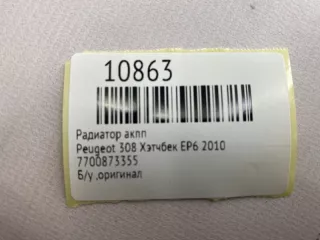 10863
Радиатор акпп
Peugeot 308 Хэтчбек EP6 2010
7700873355
Б/у ,оригинал